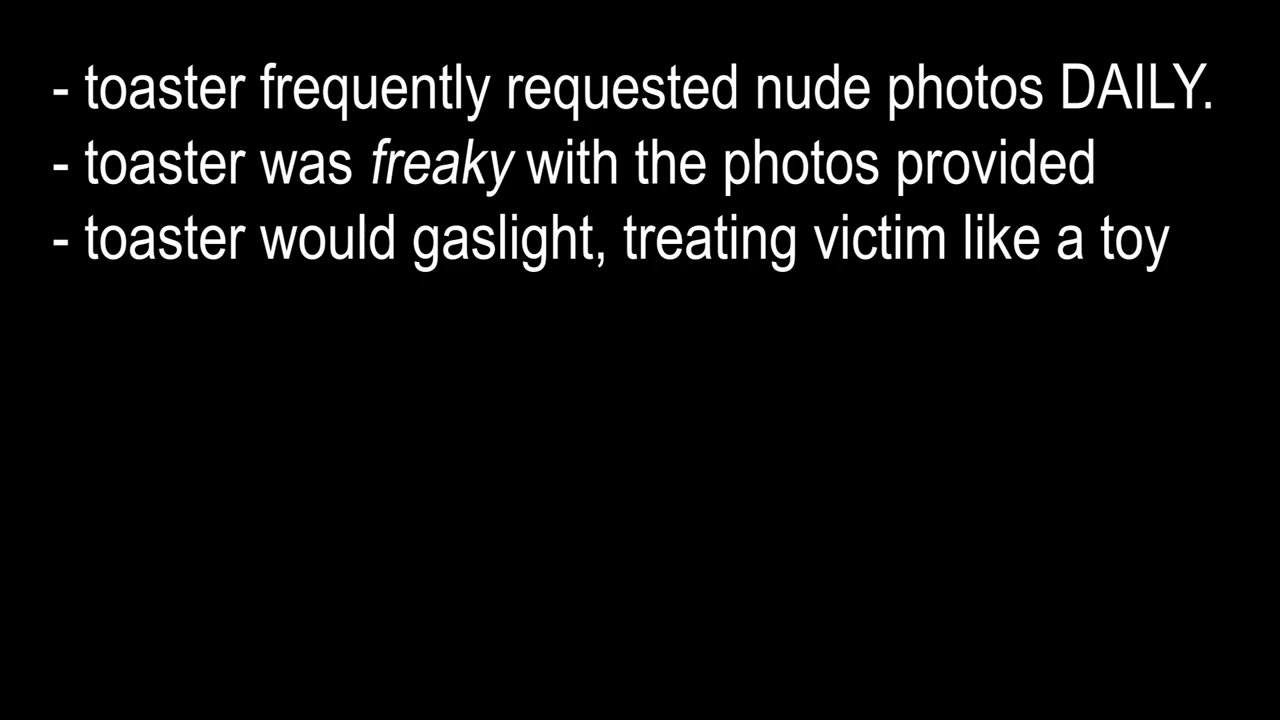 - toaster frequently requested nude photos DAILY.
- toaster was freaky with the photos provided
- toaster would gaslight, treating victim like a toy